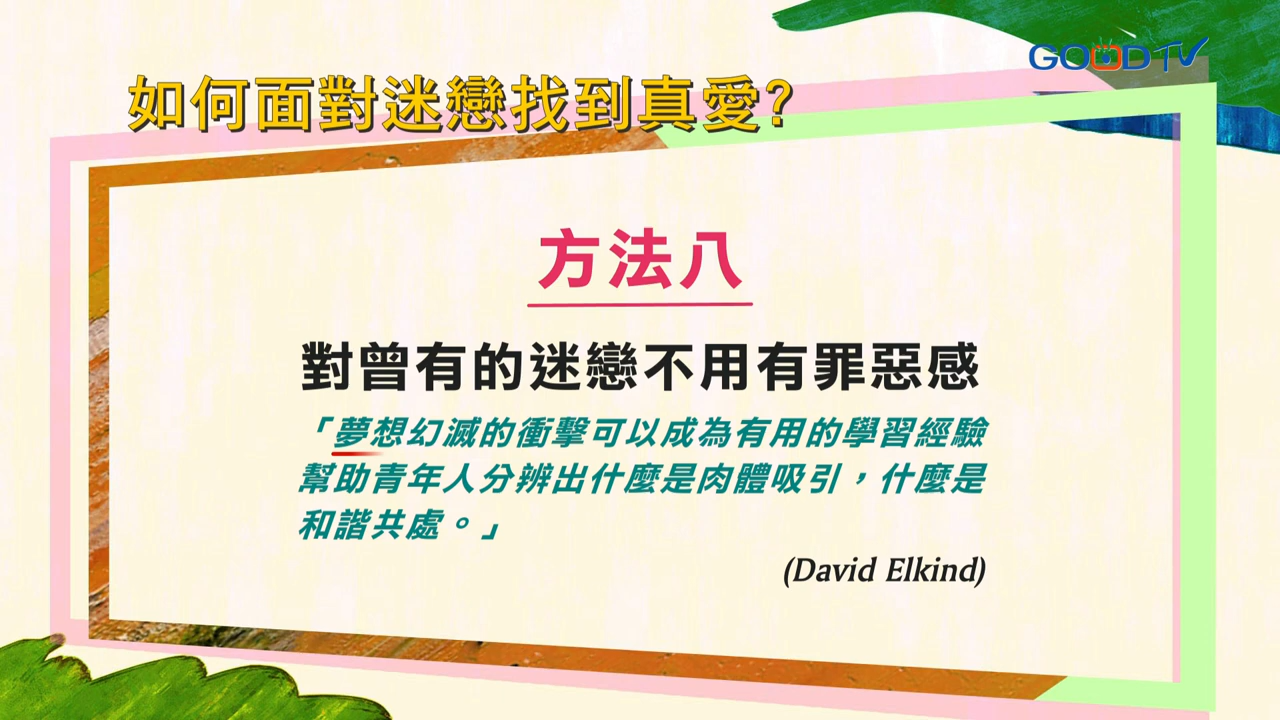 GOODTV
如何面對迷戀找到真愛?
方法八
對曾有的迷戀不用有罪惡感
「夢想幻滅的衝擊可以成為有用的學習經驗
幫助青年人分辨出什麼是肉體吸引，什麼是
和諧共處。」
(David Elkind)